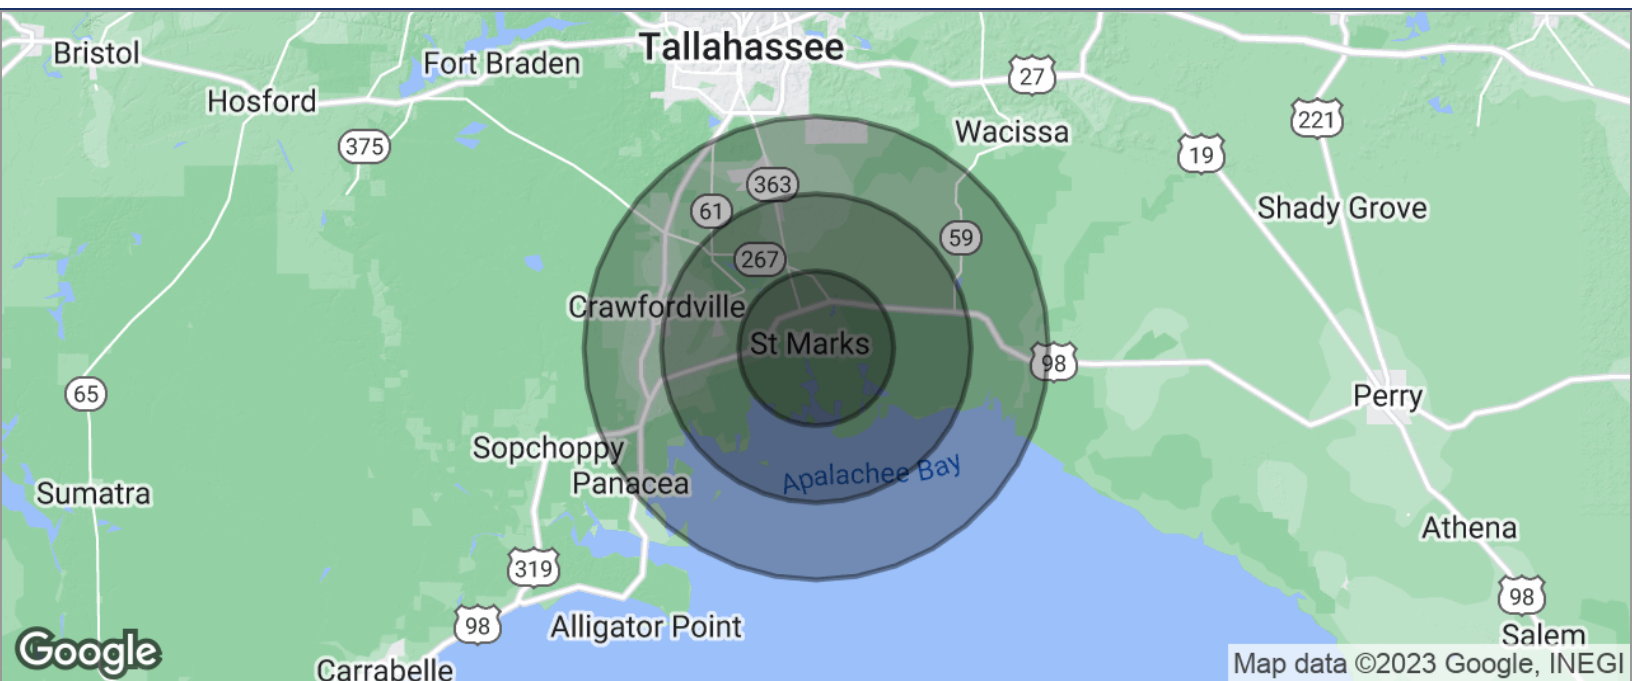 Tallahassee
Bristol
Fort Braden
27
Hosford
221
Wacissa
375
19
363
61
Shady Grove
59
267
Crawfordville
St Marks
98
65
Perry
Sopchoppy
Apalachee Bay
Panacea
Sumatra
Athena
319
98
98
Alligator Point
Salem
Google
Map data ©2023 Google, INEGI
Carrabelle